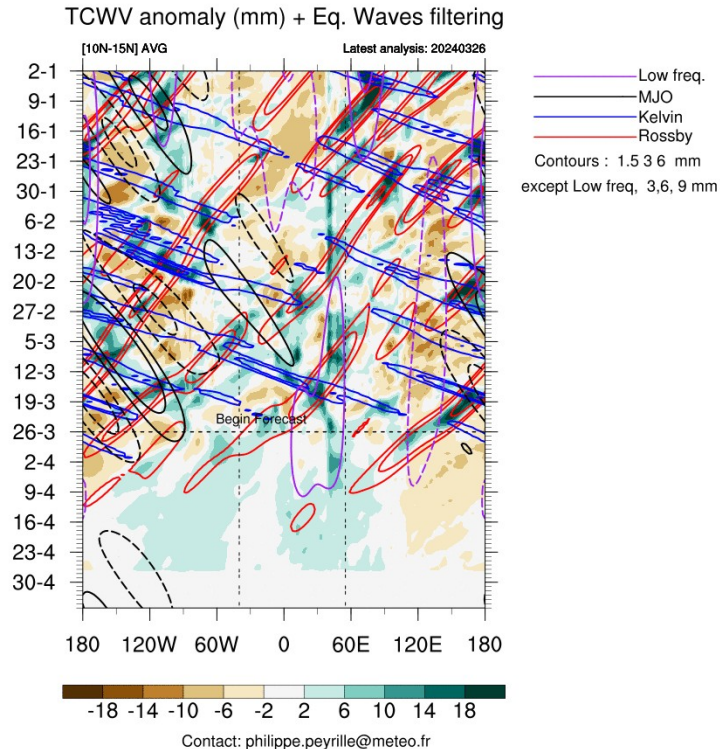 TCWV anomaly (mm) + Eq. Waves filtering
[10N-15N] AVG
Latest analysis: 20240326
2-1
9-1
16-1
23-1
30-1
6-2
13-2
20-2
27-2
5-3
12-3
19-3
26-3
2-4
9-4
16-4
23-4
30-4
Begin Forecast
180 120W 60W 0 60E 120E 180
Low freq.
MJO
Kelvin
Rossby
Contours : 1.5 3 6 mm
except Low freq, 3,6, 9 mm
-18 -14 -10 -6 -2 2 6 10 14 18
Contact: philippe.peyrille@meteo.fr